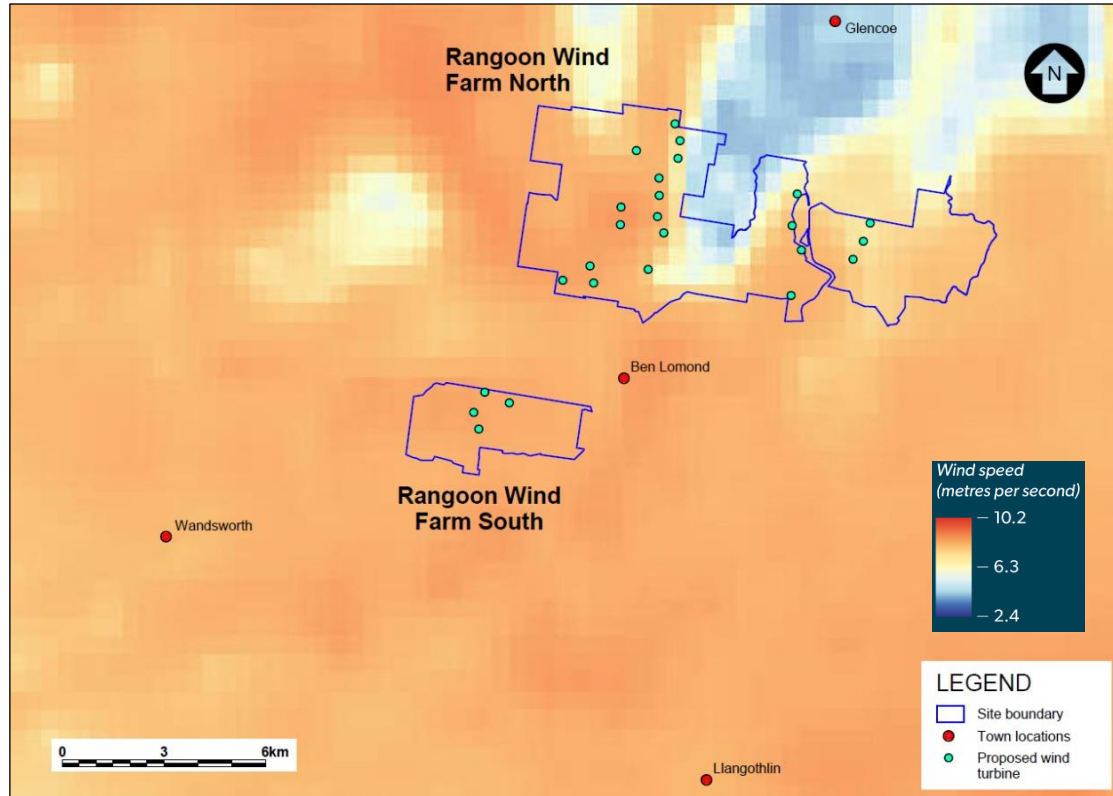 Glencoe
Rangoon Wind
Farm North
N
Ben Lomond
Rangoon Wind
Farm South
Wandsworth
Wind speed
(metres per second)
10.2
6.3
2.4
LEGEND
Site boundary
Town locations
Proposed wind
turbine
0 3 6km
Llangothlin